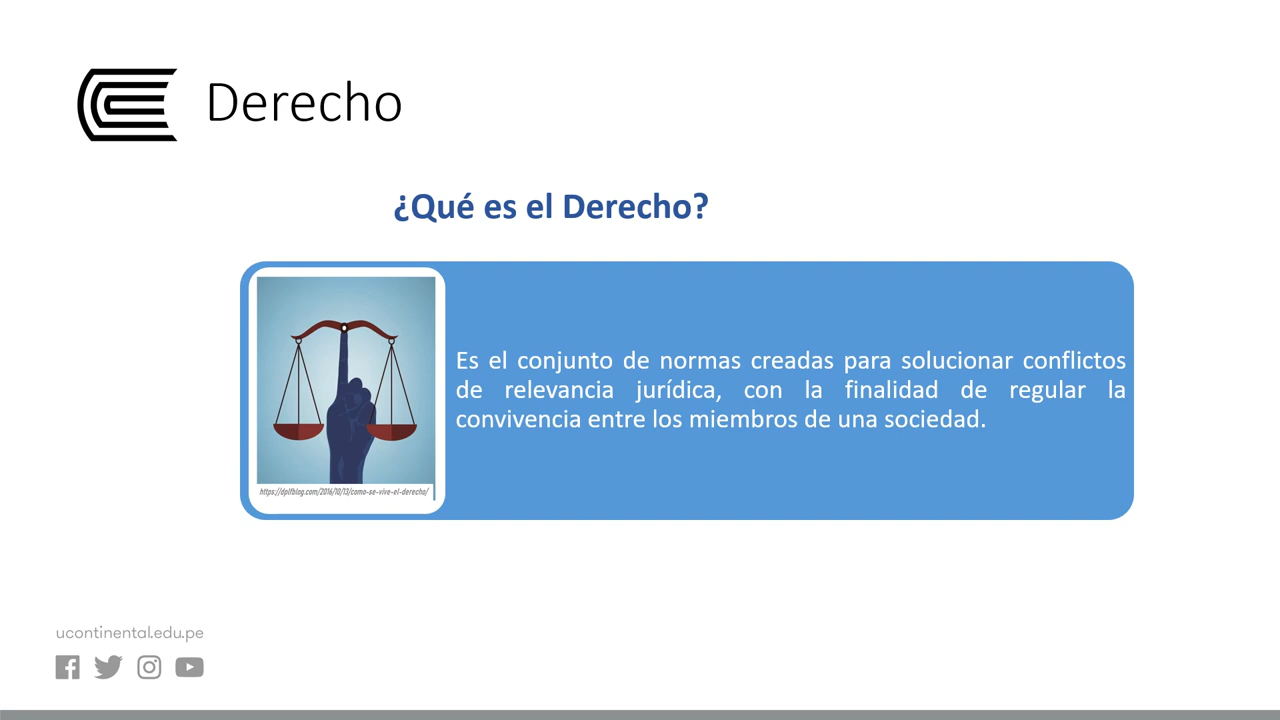 Derecho
¿Qué es el Derecho?
Es el conjunto de normas creadas para solucionar conflictos
de relevancia jurídica, con la finalidad de regular la
convivencia entre los miembros de una sociedad.
https://dplfblog.com/2016/10/13/como-se-vive-el-derecho/
ucontinental.edu.pe